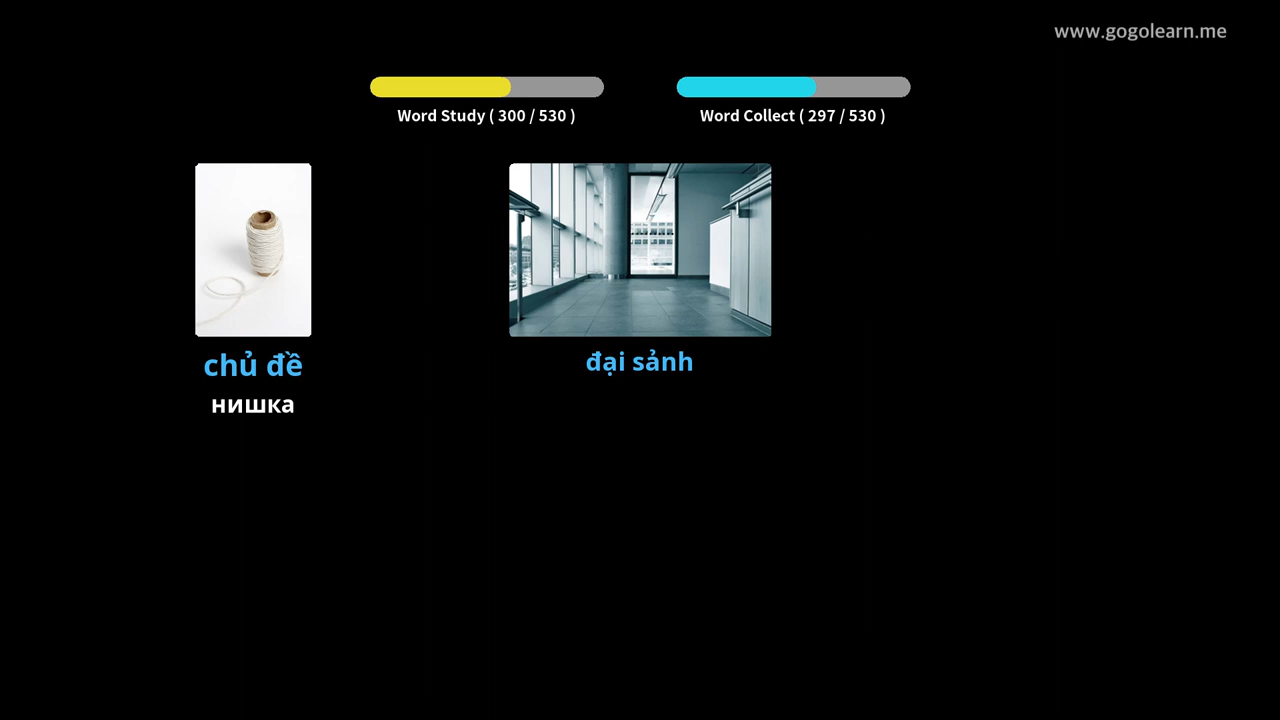 www.gogolearn.me
Word Study ( 300 / 530 )
Word Collect ( 297 / 530 )
chủ đề
нишка
đại sảnh